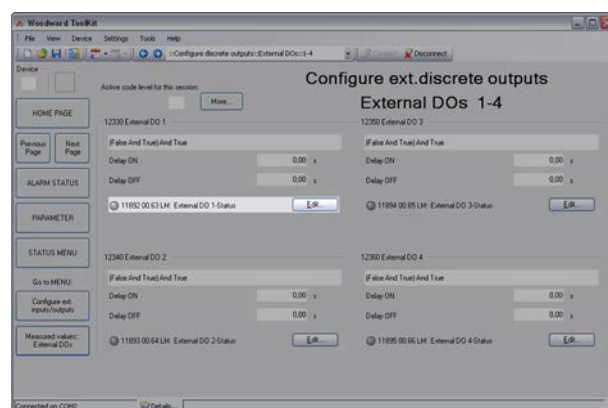 Woodward ToolKit
File View Device Settings Tools Help
::Configure discrete outputs::External DOs::1-4 Connect Disconnect
Device
Active code level for this session:
More...
Configure ext.discrete outputs
External DOs 1-4
HOME PAGE
Previous Page
Next Page
ALARM STATUS
PARAMETER
STATUS MENU
Go to MENU:
Configure ext. inputs/outputs
Measured values: External DOs
12330 External DO 1
(False And True) And True
Delay ON 0,00 s
Delay OFF 0,00 s
11892 00.63 LM: External DO 1-Status Edit...
12350 External DO 3
(False And True) And True
Delay ON 0,00 s
Delay OFF 0,00 s
11894 00.65 LM: External DO 3-Status Edit...
12340 External DO 2
(False And True) And True
Delay ON 0,00 s
Delay OFF 0,00 s
11893 00.64 LM: External DO 2-Status Edit...
12360 External DO 4
(False And True) And True
Delay ON 0,00 s
Delay OFF 0,00 s
11895 00.66 LM: External DO 4-Status Edit...
Connected on COM2 Details...